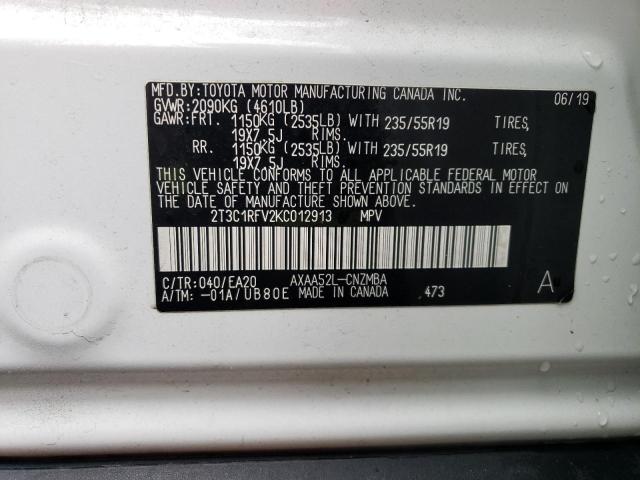 MFD.BY:TOYOTA MOTOR MANUFACTURING CANADA INC. 06/19
GVWR:2090KG (4610LB)
GAWR:FRT. 1150KG (2535LB) WITH 235/55R19 TIRES,
19X7.5J RIMS.
RR. 1150KG (2535LB) WITH 235/55R19 TIRES,
19X7.5J RIMS.
THIS VEHICLE CONFORMS TO ALL APPLICABLE FEDERAL MOTOR
VEHICLE SAFETY AND THEFT PREVENTION STANDARDS IN EFFECT ON
THE DATE OF MANUFACTURE SHOWN ABOVE.
2T3C1RFV2KC012913 MPV
C/TR:040/EA20 AXAA52L-CNZMBA
A/TM: -01A/UB80E MADE IN CANADA 473 A